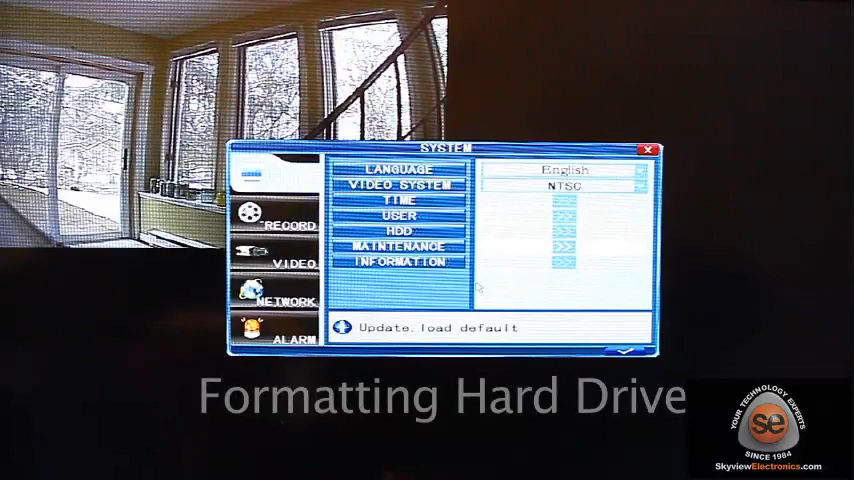 SYSTEM
LANGUAGE English
VIDEO SYSTEM NTSC
TIME >>>
USER >>>
HDD >>>
MAINTENANCE >>>
INFORMATION >>>
RECORD
VIDEO
NETWORK
ALARM
Update, load default
Formatting Hard Drive
YOUR TECHNOLOGY EXPERTS
se
SINCE 1984
SkyviewElectronics.com